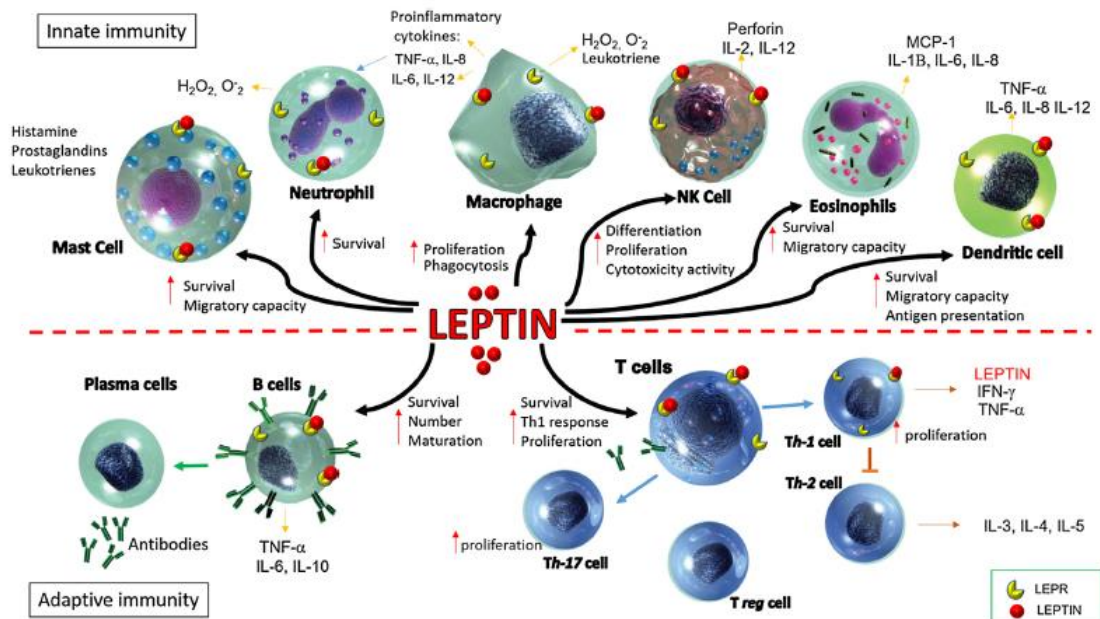 Innate immunity
Proinflammatory
cytokines:
TNF-α, IL-8
IL-6, IL-12
H2O2, O-2
Leukotriene
Perforin
IL-2, IL-12
MCP-1
IL-1B, IL-6, IL-8
TNF-α
IL-6, IL-8 IL-12
H2O2, O-2
Histamine
Prostaglandins
Leukotrienes
Neutrophil
Macrophage
NK Cell
Eosinophils
Mast Cell
Dendritic cell
Survival
Proliferation
Phagocytosis
Differentiation
Proliferation
Cytotoxicity activity
Survival
Migratory capacity
Survival
Migratory capacity
Survival
Migratory capacity
Antigen presentation
LEPTIN
Plasma cells
B cells
Survival
Number
Maturation
Survival
Th1 response
Proliferation
T cells
LEPTIN
IFN-γ
TNF-α
Th-1 cell
proliferation
Th-2 cell
IL-3, IL-4, IL-5
Antibodies
TNF-α
IL-6, IL-10
proliferation
Th-17 cell
T reg cell
Adaptive immunity
LEPR
LEPTIN